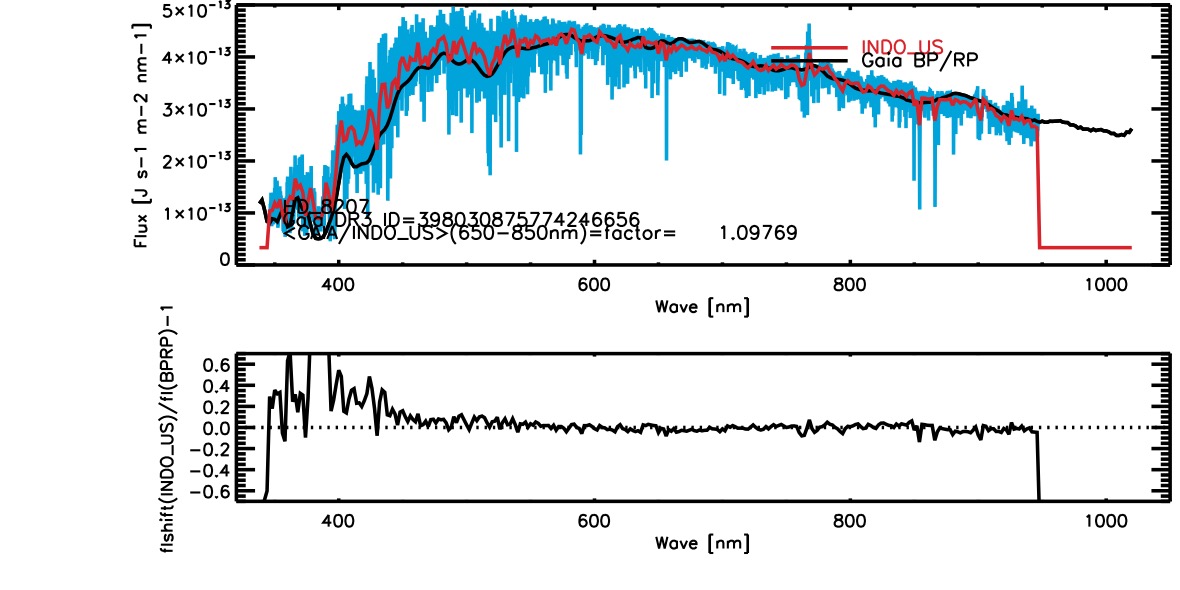 5×10−13
4×10−13
3×10−13
2×10−13
1×10−13
0
Flux [J s−1 m−2 nm−1]
INDO_US
Gaia BP/RP
HD_8207
Gaia DR3 ID=398030875774246656
<GAIA/INDO_US>(650−850nm)=factor= 1.09769
400 600 800 1000
Wave [nm]
flshift(INDO_US)/fl(BPRP)−1
0.6
0.4
0.2
0.0
−0.2
−0.4
−0.6
400 600 800 1000
Wave [nm]